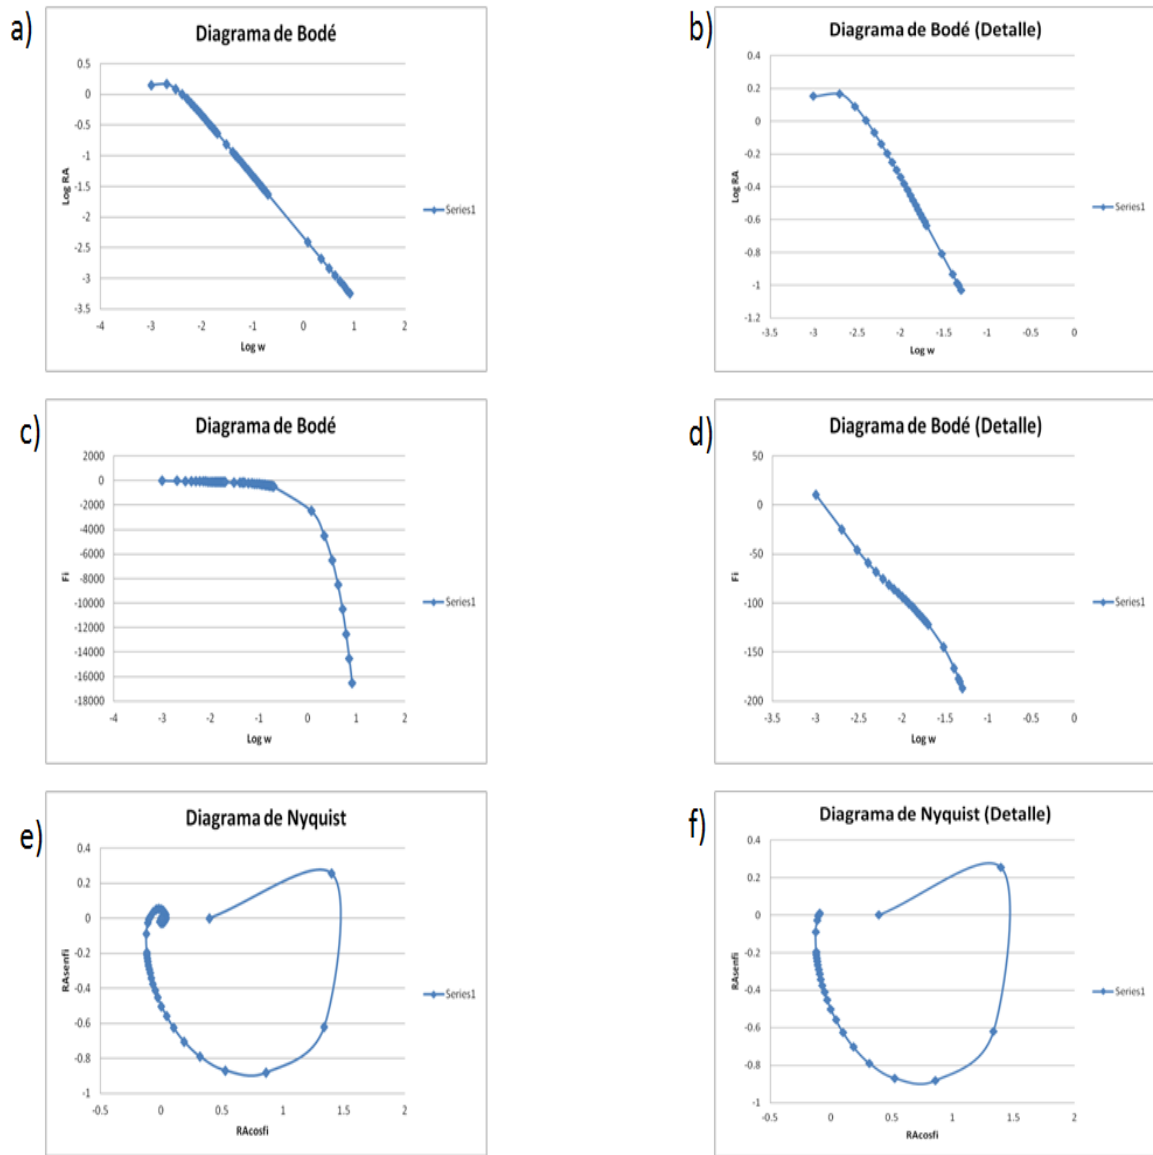 a)
Diagrama de Bodé
0.5
0
-0.5
-1
-1.5
-2
-2.5
-3
-3.5
Log RA
-4 -3 -2 -1 0 1 2
Log w
Series1
b)
Diagrama de Bodé (Detalle)
0.4
0.2
0
-0.2
-0.4
-0.6
-0.8
-1
-1.2
Log RA
-3.5 -3 -2.5 -2 -1.5 -1 -0.5 0
Log w
Series1
c)
Diagrama de Bodé
2000
0
-2000
-4000
-6000
-8000
-10000
-12000
-14000
-16000
-18000
Fi
-4 -3 -2 -1 0 1 2
Log w
Series1
d)
Diagrama de Bodé (Detalle)
50
0
-50
-100
-150
-200
Fi
-3.5 -3 -2.5 -2 -1.5 -1 -0.5 0
Log w
Series1
e)
Diagrama de Nyquist
0.4
0.2
0
-0.2
-0.4
-0.6
-0.8
-1
RAsenfi
-0.5 0 0.5 1 1.5 2
RAcosfi
Series1
f)
Diagrama de Nyquist (Detalle)
0.4
0.2
0
-0.2
-0.4
-0.6
-0.8
-1
RAsenfi
-0.5 0 0.5 1 1.5 2
RAcosfi
Series1